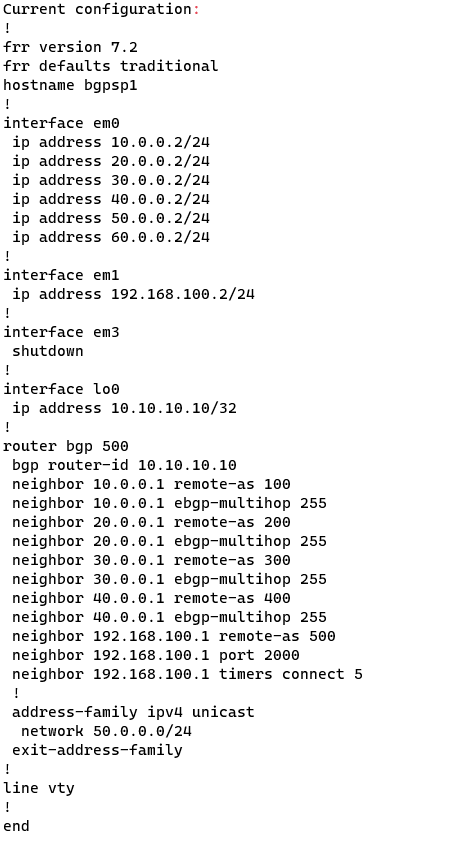 Current configuration:
!
frr version 7.2
frr defaults traditional
hostname bgpsp1
!
interface em0
 ip address 10.0.0.2/24
 ip address 20.0.0.2/24
 ip address 30.0.0.2/24
 ip address 40.0.0.2/24
 ip address 50.0.0.2/24
 ip address 60.0.0.2/24
!
interface em1
 ip address 192.168.100.2/24
!
interface em3
 shutdown
!
interface lo0
 ip address 10.10.10.10/32
!
router bgp 500
 bgp router-id 10.10.10.10
 neighbor 10.0.0.1 remote-as 100
 neighbor 10.0.0.1 ebgp-multihop 255
 neighbor 20.0.0.1 remote-as 200
 neighbor 20.0.0.1 ebgp-multihop 255
 neighbor 30.0.0.1 remote-as 300
 neighbor 30.0.0.1 ebgp-multihop 255
 neighbor 40.0.0.1 remote-as 400
 neighbor 40.0.0.1 ebgp-multihop 255
 neighbor 192.168.100.1 remote-as 500
 neighbor 192.168.100.1 port 2000
 neighbor 192.168.100.1 timers connect 5
 !
 address-family ipv4 unicast
  network 50.0.0.0/24
 exit-address-family
!
line vty
!
end